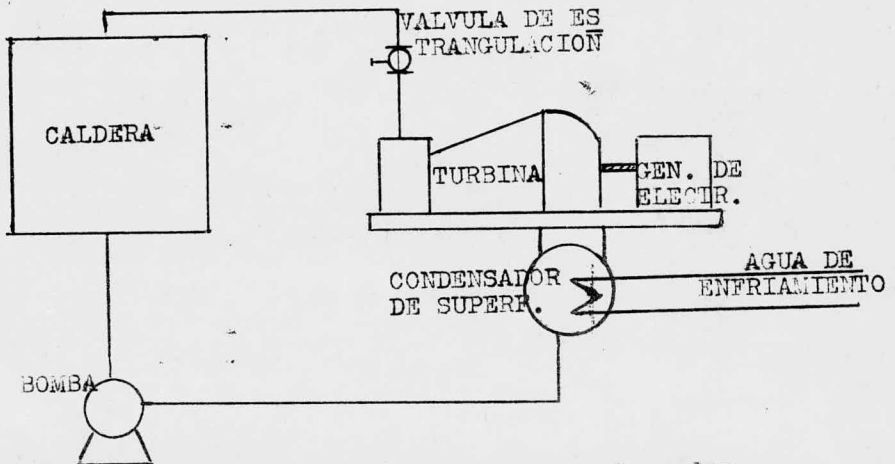 VALVULA DE ES
TRANGULACION
CALDERA
TURBINA
GEN. DE
ELECTR.
CONDENSADOR
DE SUPERF.
AGUA DE
ENFRIAMIENTO
BOMBA